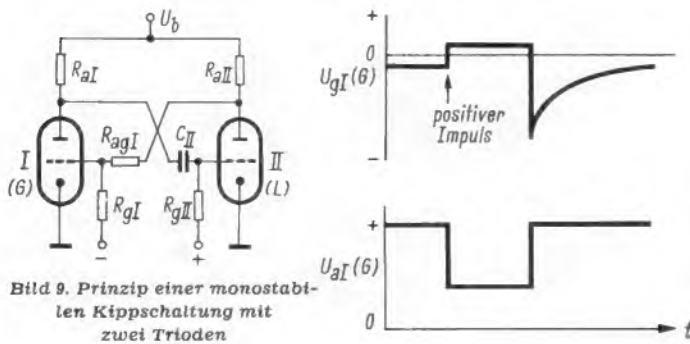 U_b
R_aI
R_aII
R_agI
C_II
I
(G)
II
(L)
R_gI
R_gII
−
+
Bild 9. Prinzip einer monostabi-
len Kippschaltung mit
zwei Trioden
+
0
U_gI(G)
−
positiver
Impuls
t
+
U_aI(G)
0
t